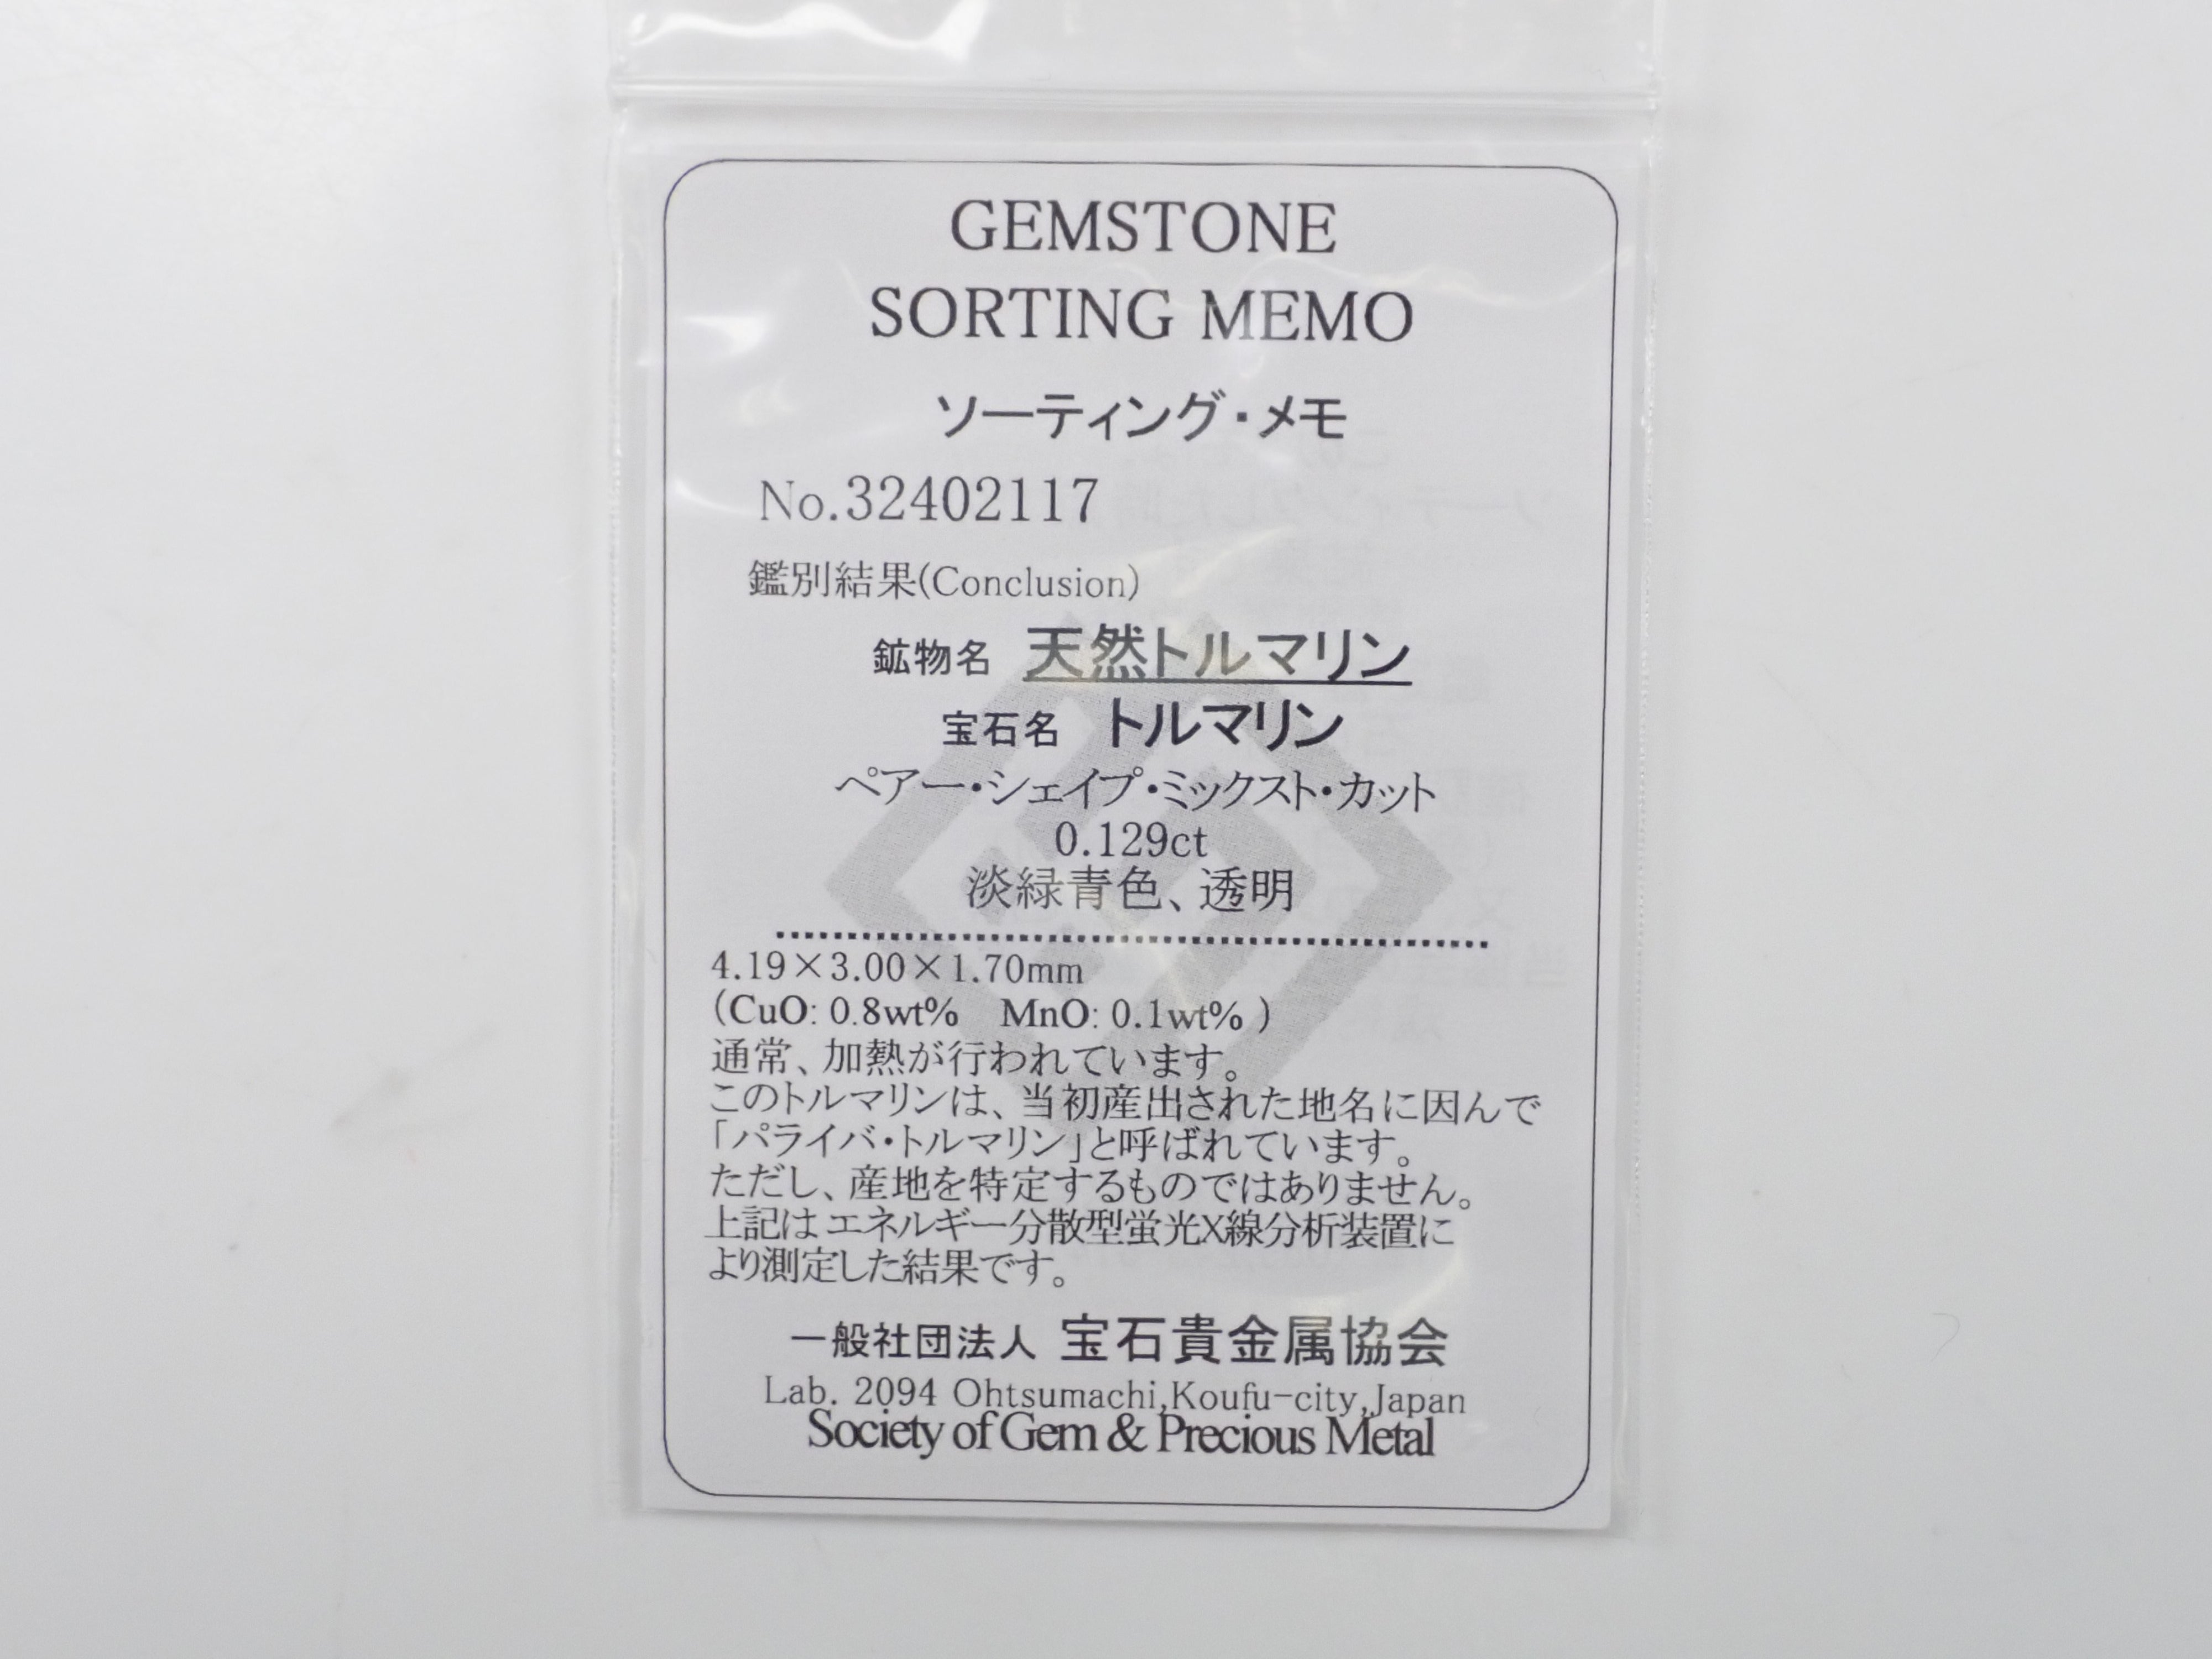 GEMSTONE
SORTING MEMO
ソーティング・メモ
No.32402117
鑑別結果(Conclusion)
鉱物名 天然トルマリン
宝石名 トルマリン
ペアー・シェイプ・ミックスト・カット
0.129ct
淡緑青色、透明
4.19×3.00×1.70mm
(CuO: 0.8wt% MnO: 0.1wt% )
通常、加熱が行われています。
このトルマリンは、当初産出された地名に因んで
「パライバ・トルマリン」と呼ばれています。
ただし、産地を特定するものではありません。
上記はエネルギー分散型蛍光X線分析装置に
より測定した結果です。
一般社団法人 宝石貴金属協会
Lab. 2094 Ohtsumachi,Koufu-city,Japan
Society of Gem & Precious Metal